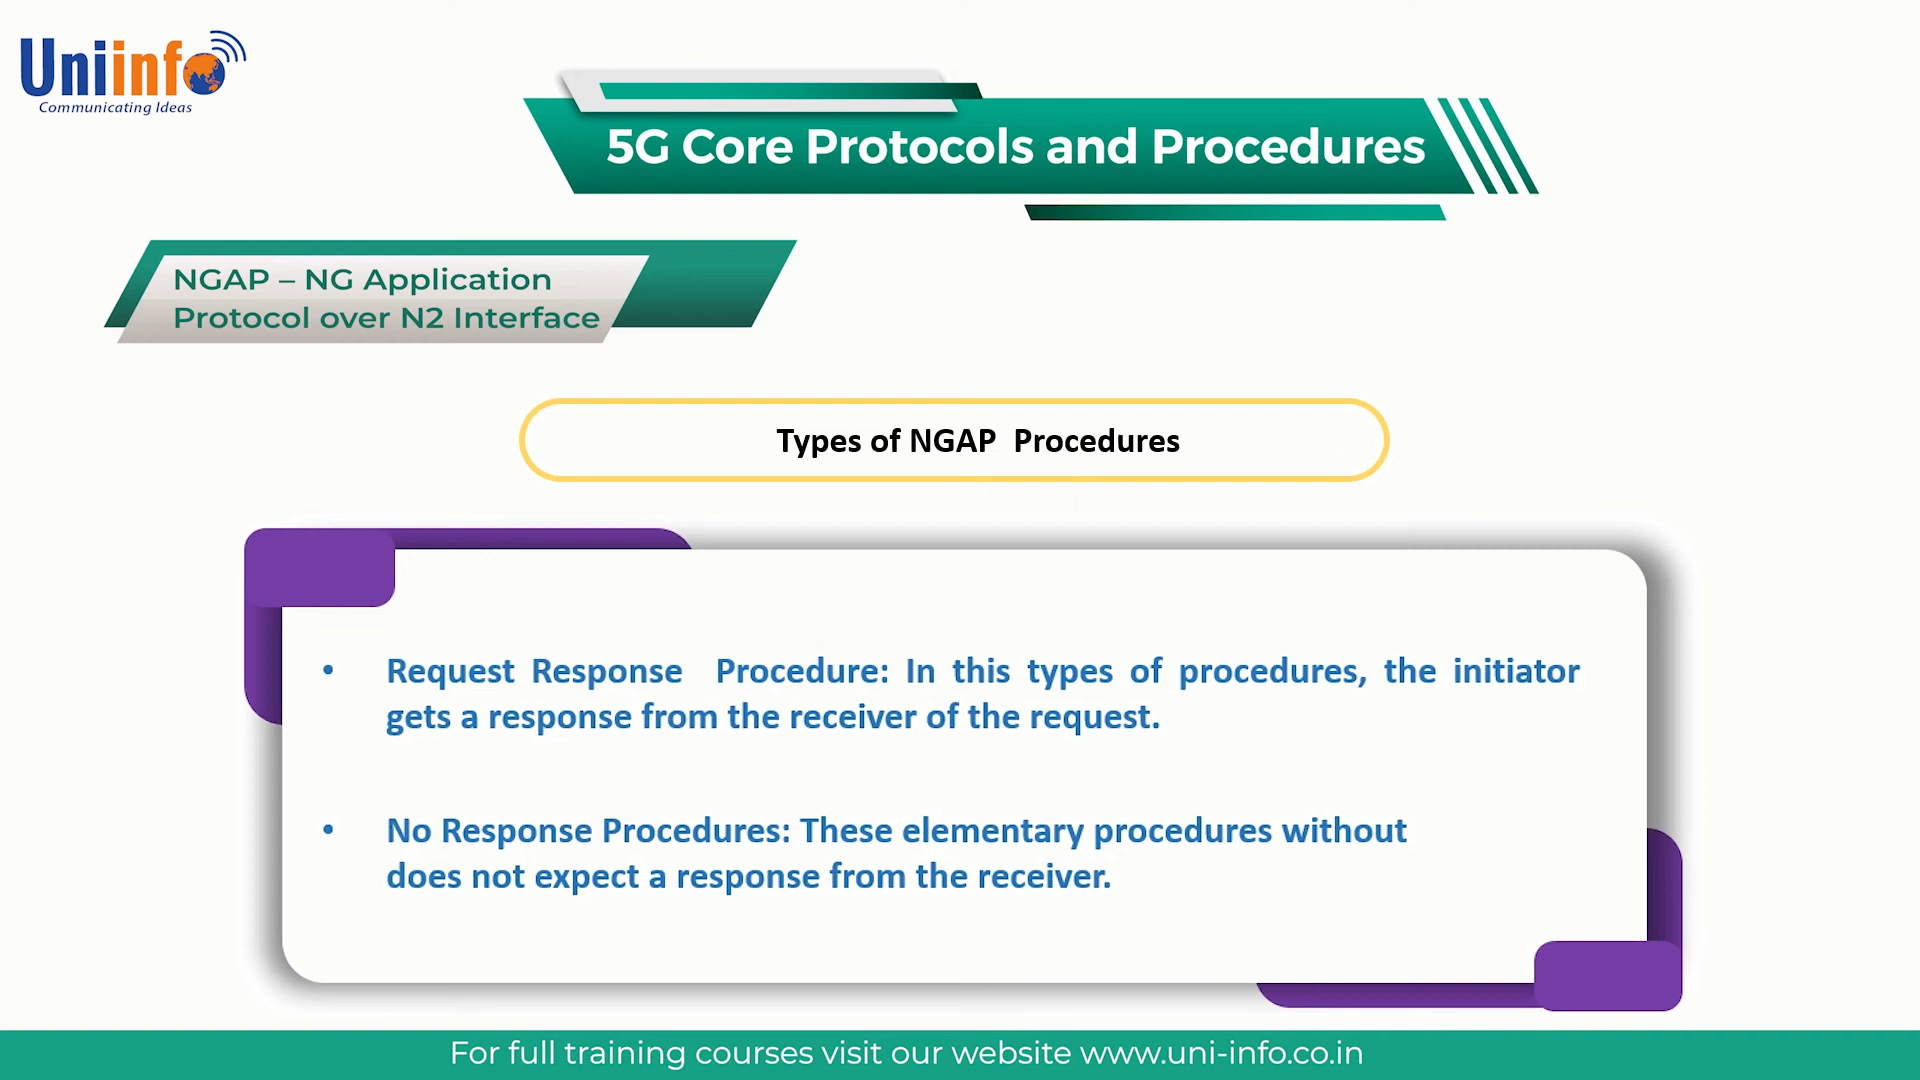 Uniinfo
Communicating Ideas
5G Core Protocols and Procedures
NGAP – NG Application
Protocol over N2 Interface
Types of NGAP Procedures
• Request Response Procedure: In this types of procedures, the initiator
gets a response from the receiver of the request.
• No Response Procedures: These elementary procedures without
does not expect a response from the receiver.
For full training courses visit our website www.uni-info.co.in